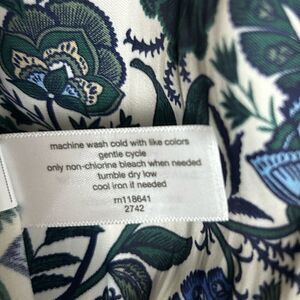 machine wash cold with like colors
gentle cycle
only non-chlorine bleach when needed
tumble dry low
cool iron if needed
rn118641
2742